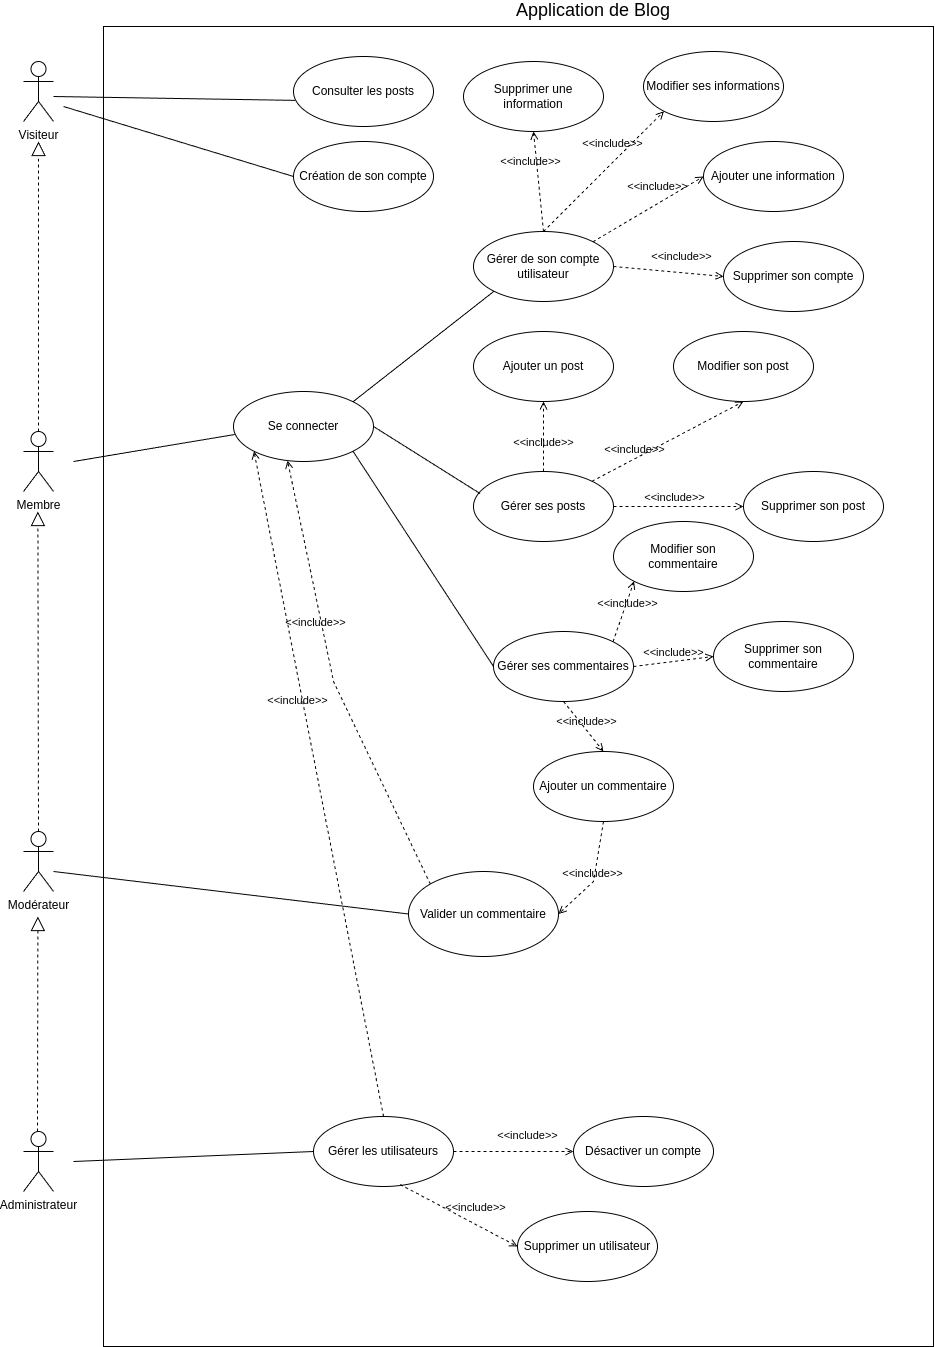 Application de Blog
Visiteur
Consulter les posts
Création de son compte
Supprimer une
information
Modifier ses informations
<<include>>
<<include>>
Ajouter une information
<<include>>
Gérer de son compte
utilisateur
<<include>>
Supprimer son compte
Ajouter un post
Modifier son post
Se connecter
Membre
<<include>>
<<include>>
Gérer ses posts
<<include>>
Supprimer son post
Modifier son
commentaire
<<include>>
Gérer ses commentaires
<<include>>
Supprimer son
commentaire
<<include>>
<<include>>
<<include>>
Ajouter un commentaire
<<include>>
Modérateur
Valider un commentaire
Administrateur
Gérer les utilisateurs
<<include>>
Désactiver un compte
<<include>>
Supprimer un utilisateur